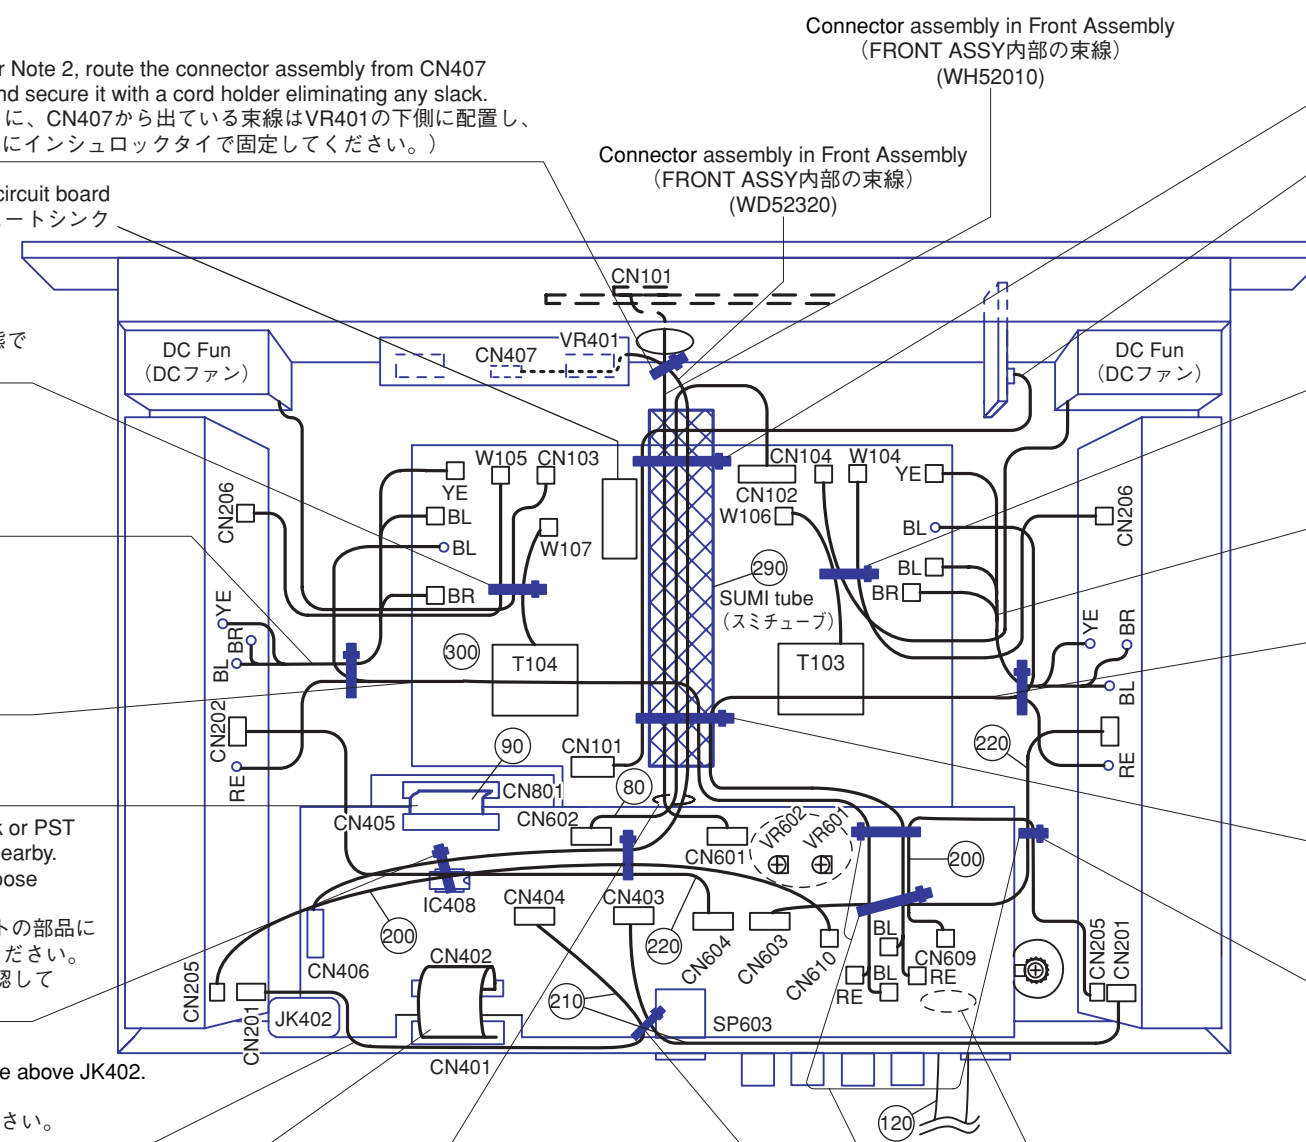 Connector assembly in Front Assembly
（FRONT ASSY内部の束線）
(WH52010)
r Note 2, route the connector assembly from CN407
nd secure it with a cord holder eliminating any slack.
に、CN407から出ている束線はVR401の下側に配置し、
にインシュロックタイで固定してください。）
Connector assembly in Front Assembly
（FRONT ASSY内部の束線）
(WD52320)
circuit board
ートシンク
CN101
態で
DC Fun
（DCファン）
CN407
VR401
DC Fun
（DCファン）
W105
CN103
CN104
W104
YE
YE
CN102
CN206
BL
W106
CN206
BL
BL
W107
290
BL
BR
BR
SUMI tube
（スミチューブ）
YE
BR
BL
YE
BR
BL
300
T104
T103
CN202
RE
CN101
90
220
RE
CN801
80
CN405
CN602
VR602
VR601
k or PST
earby.
CN601
200
pose
IC408
CN404
CN403
トの部品に
ださい。
認して
200
220
CN604
CN603
CN610
BL
CN609
CN406
CN402
BL
RE
RE
CN205
CN201
CN205
CN201
JK402
210
SP603
CN401
e above JK402.
さい。
120